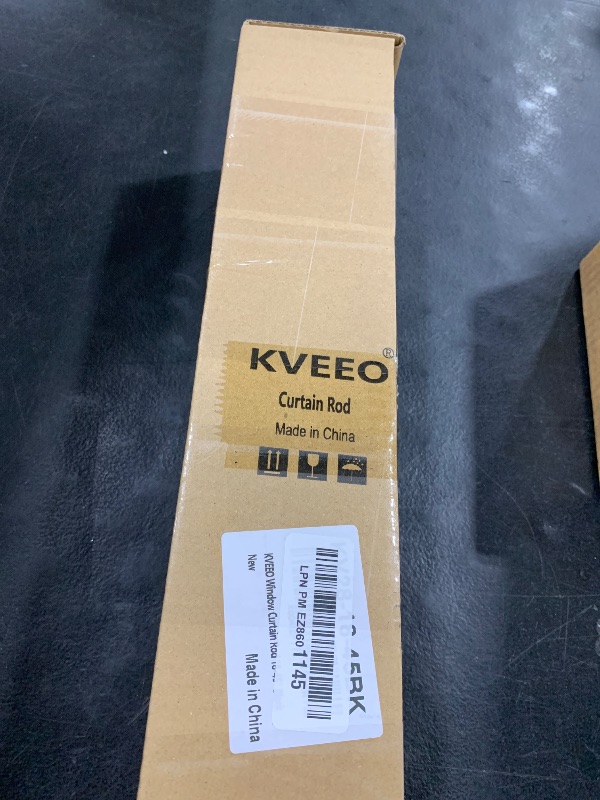 KVEEO®
Curtain Rod
Made in China
LPN PM EZ860 1145
KVEEO Window Curtain Rod
New
Made in China